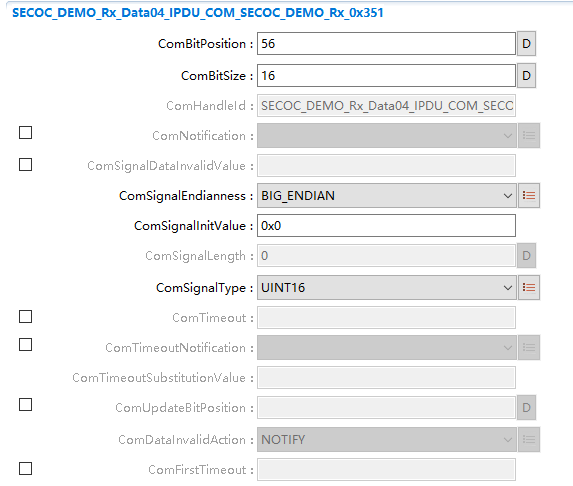 SECOC_DEMO_Rx_Data04_IPDU_COM_SECOC_DEMO_Rx_0x351
ComBitPosition : 56 D
ComBitSize : 16 D
ComHandleId : SECOC_DEMO_Rx_Data04_IPDU_COM_SECC
ComNotification :
ComSignalDataInvalidValue :
ComSignalEndianness : BIG_ENDIAN
ComSignalInitValue : 0x0
ComSignalLength : 0 D
ComSignalType : UINT16
ComTimeout :
ComTimeoutNotification :
ComTimeoutSubstitutionValue :
ComUpdateBitPosition : D
ComDataInvalidAction : NOTIFY
ComFirstTimeout :